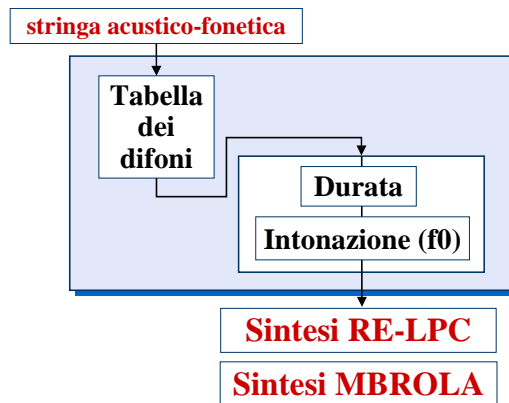 stringa acustico-fonetica
Tabella
dei
difoni
Durata
Intonazione (f0)
Sintesi RE-LPC
Sintesi MBROLA